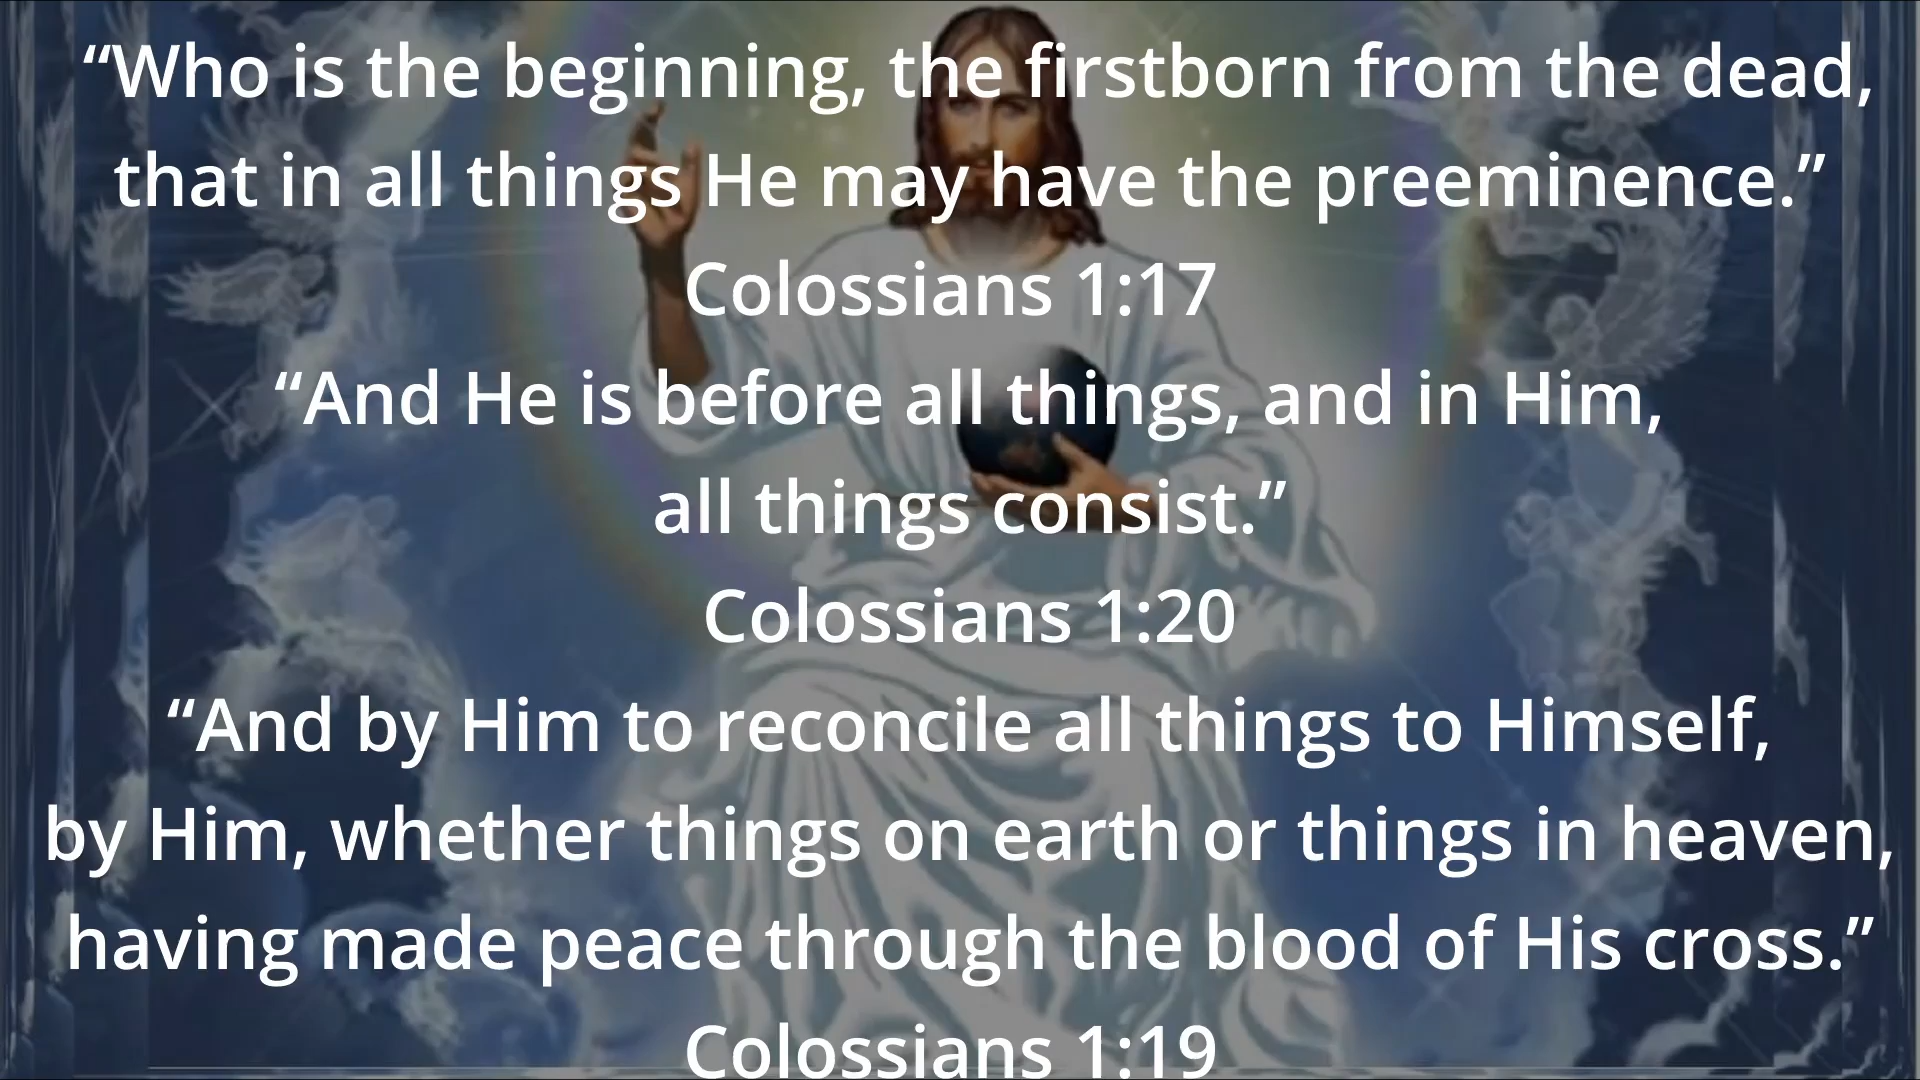 “Who is the beginning, the firstborn from the dead,
that in all things He may have the preeminence.”
Colossians 1:17
“And He is before all things, and in Him,
all things consist.”
Colossians 1:20
“And by Him to reconcile all things to Himself,
by Him, whether things on earth or things in heaven,
having made peace through the blood of His cross.”
Colossians 1:19